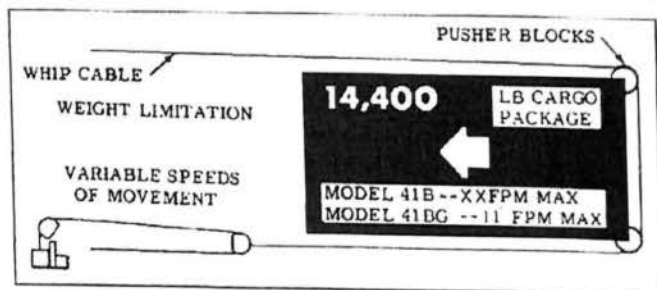 PUSHER BLOCKS
WHIP CABLE
WEIGHT LIMITATION
14,400
LB CARGO
PACKAGE
VARIABLE SPEEDS
OF MOVEMENT
MODEL 41B--XXFPM MAX
MODEL 41BG --11 FPM MAX